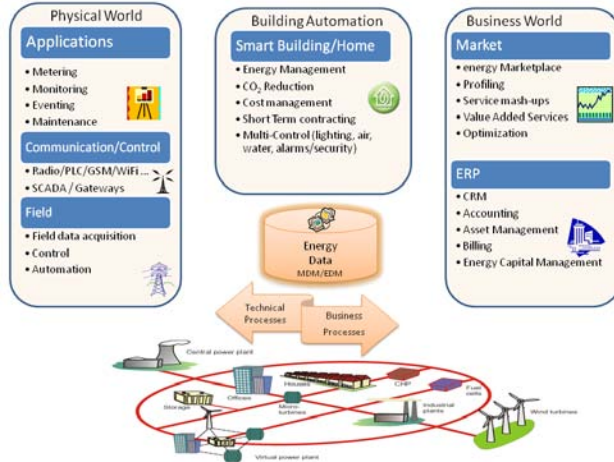 Physical World
Applications
• Metering
• Monitoring
• Eventing
• Maintenance
Communication/Control
• Radio/PLC/GSM/WiFi ...
• SCADA / Gateways
Field
• Field data acquisition
• Control
• Automation
Building Automation
Smart Building/Home
• Energy Management
• CO₂ Reduction
• Cost management
• Short Term contracting
• Multi-Control (lighting, air,
water, alarms/security)
Business World
Market
• energy Marketplace
• Profiling
• Service mash-ups
• Value Added Services
• Optimization
ERP
• CRM
• Accounting
• Asset Management
• Billing
• Energy Capital Management
Energy
Data
MDM/EDM
Technical
Processes
Business
Processes
Central power plant
Houses
Offices
CHP
Fuel
cells
Storage
Micro-
turbines
Industrial
plants
Wind turbines
Virtual power plant